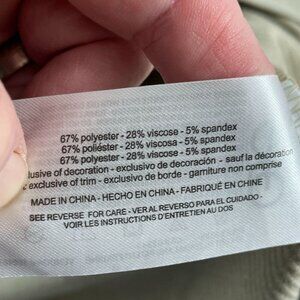 67% polyester - 28% viscose - 5% spandex
67% poliéster - 28% viscosa - 5% spandex
67% polyester - 28% viscose - 5% spandex
exclusive of decoration - exclusivo de decoración - sauf la décoration
exclusive of trim - exclusivo de borde - garniture non comprise
MADE IN CHINA - HECHO EN CHINA - FABRIQUÉ EN CHINE
SEE REVERSE FOR CARE - VER AL REVERSO PARA EL CUIDADO -
VOIR LES INSTRUCTIONS D'ENTRETIEN AU DOS